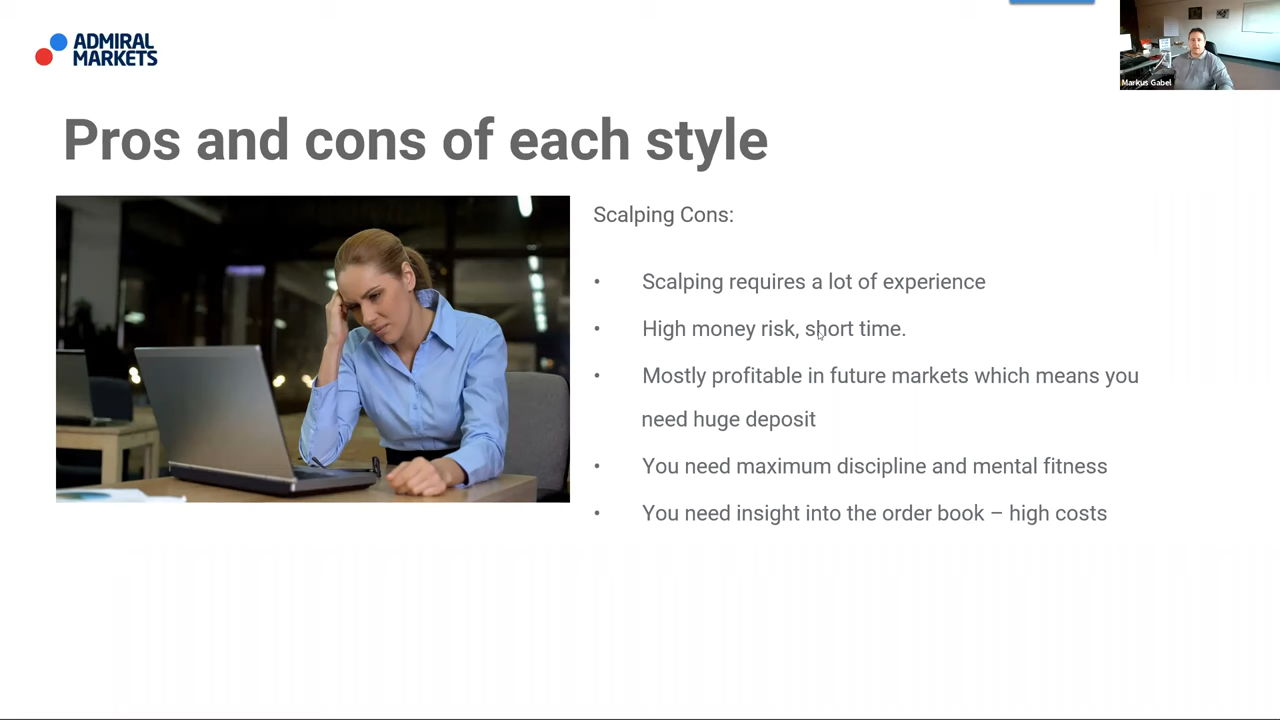 ADMIRAL
MARKETS
Markus Gabel
Pros and cons of each style
Scalping Cons:
• Scalping requires a lot of experience
• High money risk, short time.
• Mostly profitable in future markets which means you
need huge deposit
• You need maximum discipline and mental fitness
• You need insight into the order book – high costs